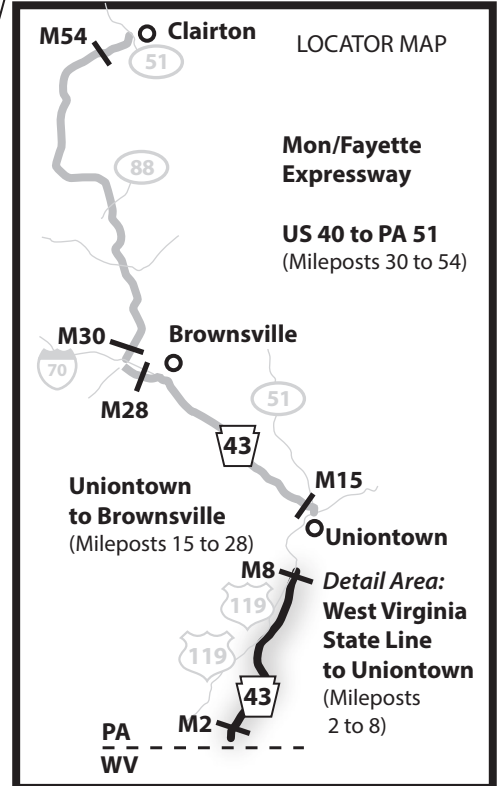 M54
Clairton
LOCATOR MAP
51
Mon/Fayette
Expressway
88
US 40 to PA 51
(Mileposts 30 to 54)
M30
Brownsville
70
51
M28
43
M15
Uniontown
to Brownsville
(Mileposts 15 to 28)
Uniontown
M8
Detail Area:
West Virginia
State Line
to Uniontown
(Mileposts
2 to 8)
119
119
43
M2
PA
WV